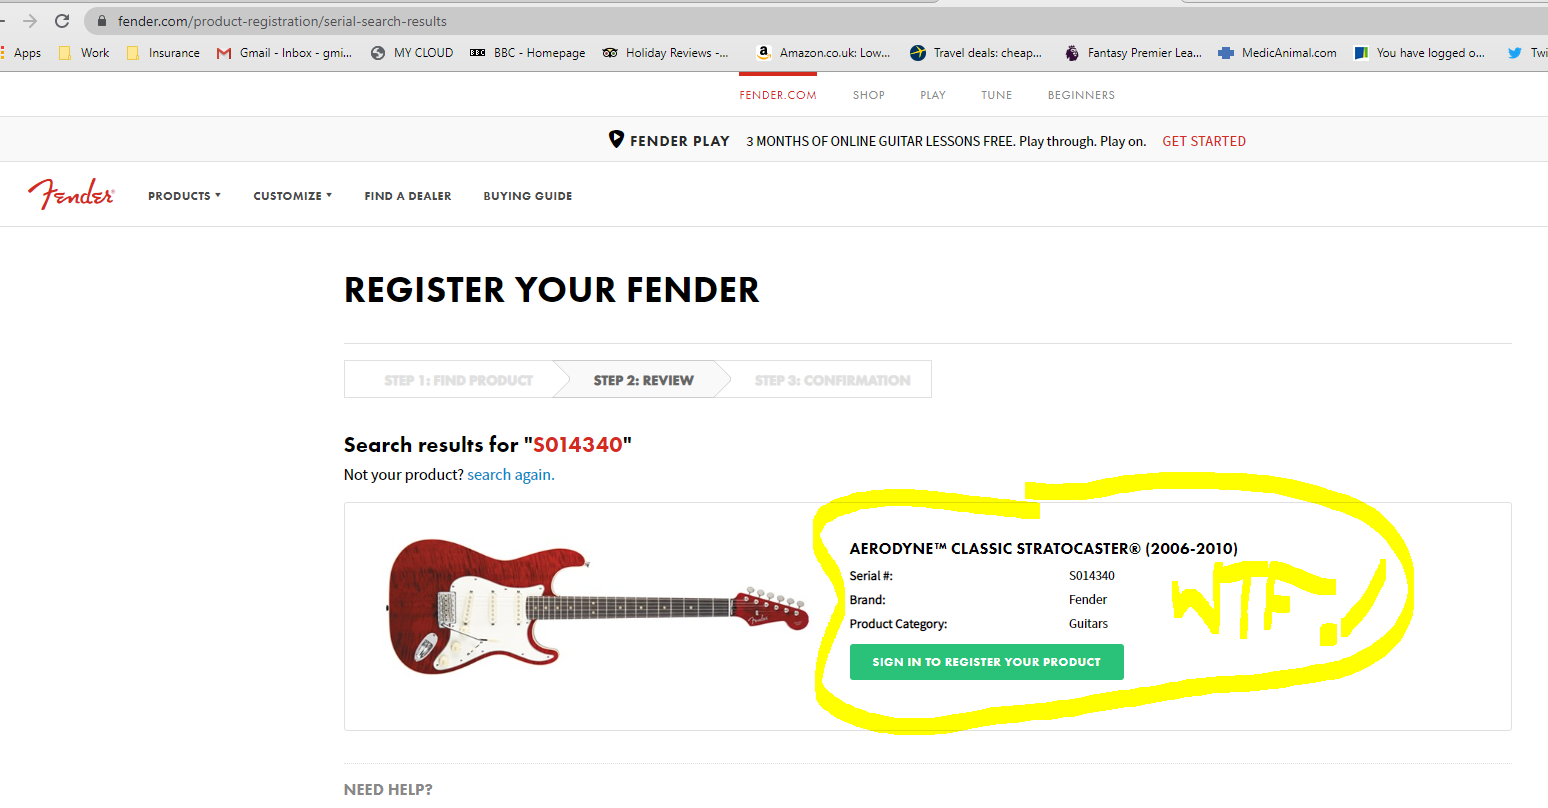 fender.com/product-registration/serial-search-results
Apps Work Insurance Gmail - Inbox - gmi... MY CLOUD BBC BBC - Homepage Holiday Reviews -... a Amazon.co.uk: Low... Travel deals: cheap... Fantasy Premier Lea... MedicAnimal.com You have logged o... Twi
FENDER.COM SHOP PLAY TUNE BEGINNERS
FENDER PLAY 3 MONTHS OF ONLINE GUITAR LESSONS FREE. Play through. Play on. GET STARTED
Fender PRODUCTS CUSTOMIZE FIND A DEALER BUYING GUIDE
REGISTER YOUR FENDER
STEP 1: FIND PRODUCT STEP 2: REVIEW STEP 3: CONFIRMATION
Search results for "S014340"
Not your product? search again.
AERODYNE™ CLASSIC STRATOCASTER® (2006-2010)
Serial #: S014340
Brand: Fender
Product Category: Guitars
WTF
SIGN IN TO REGISTER YOUR PRODUCT
Fender
NEED HELP?